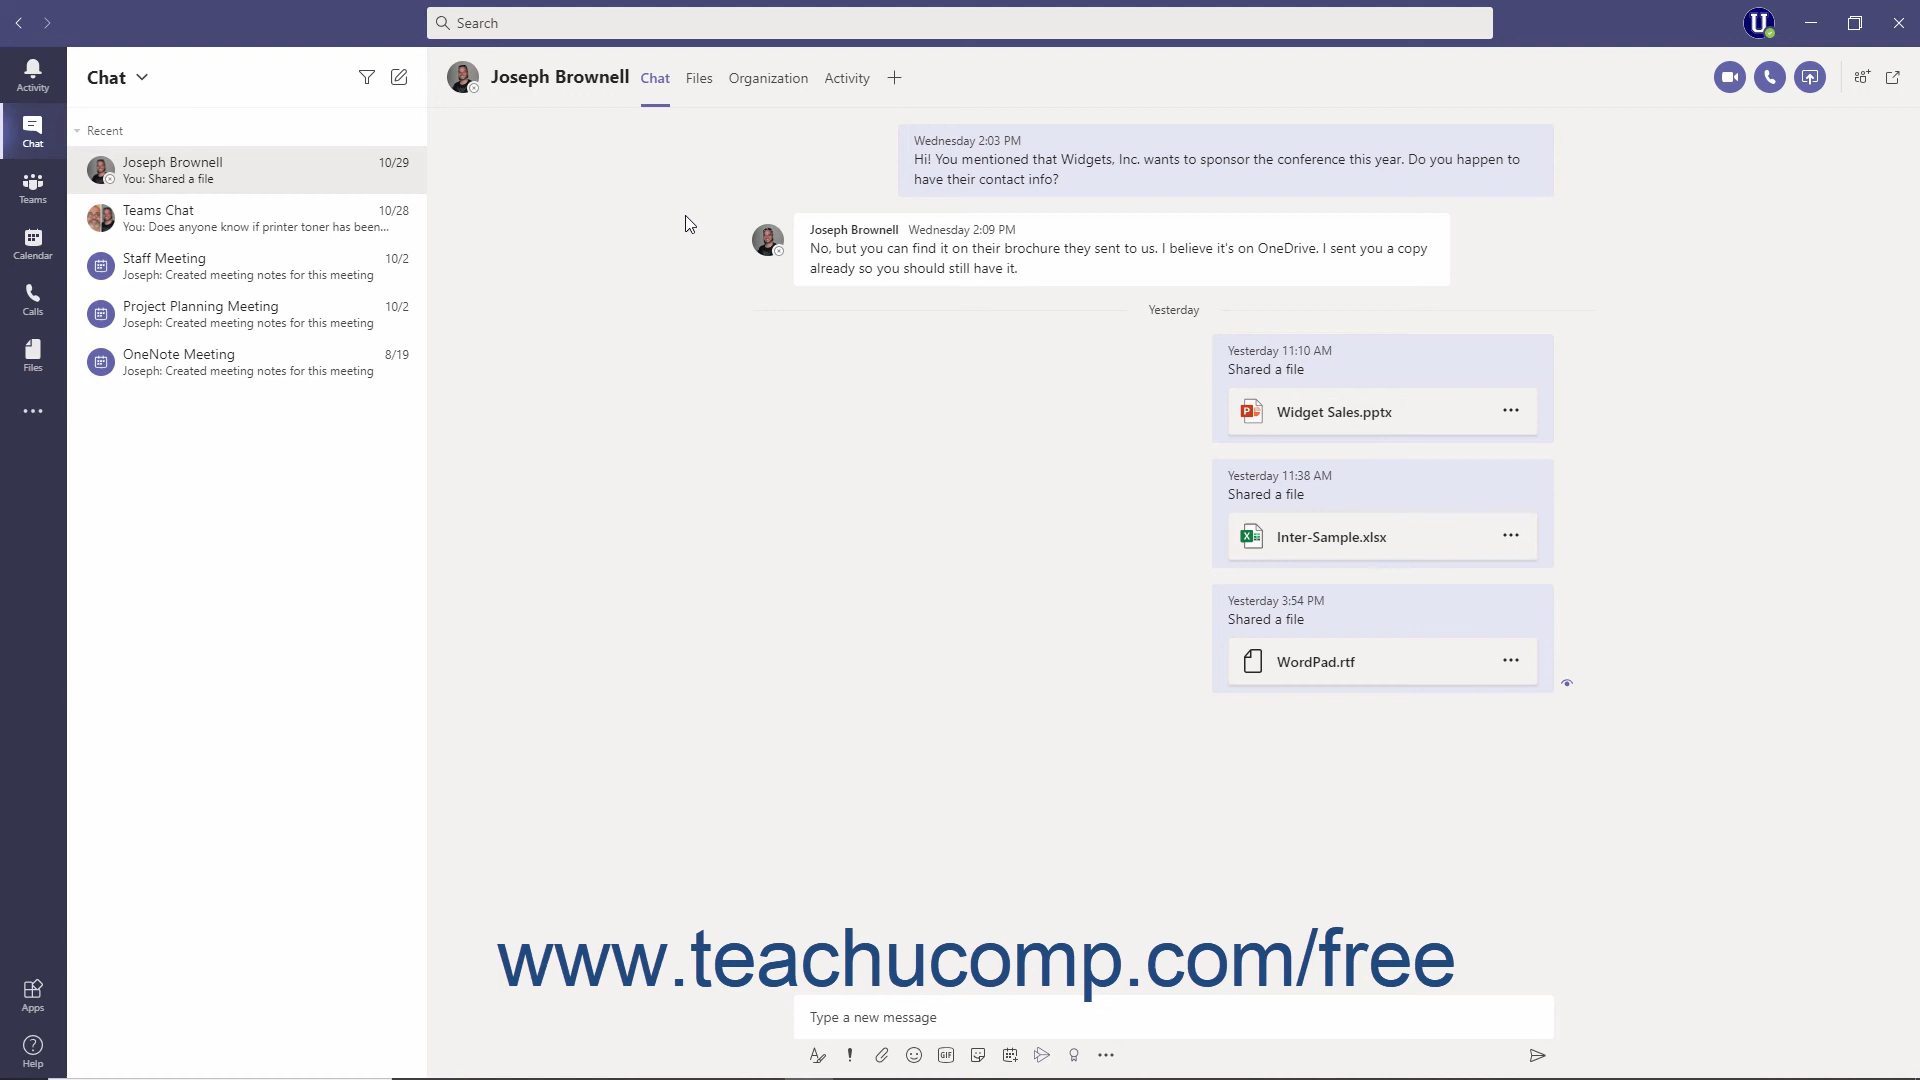 Search
U
Activity
Chat
Teams
Calendar
Calls
Files
Apps
Help
Chat
Recent
Joseph Brownell 10/29
You: Shared a file
Teams Chat 10/28
You: Does anyone know if printer toner has been...
Staff Meeting 10/2
Joseph: Created meeting notes for this meeting
Project Planning Meeting 10/2
Joseph: Created meeting notes for this meeting
OneNote Meeting 8/19
Joseph: Created meeting notes for this meeting
Joseph Brownell Chat Files Organization Activity
Wednesday 2:03 PM
Hi! You mentioned that Widgets, Inc. wants to sponsor the conference this year. Do you happen to
have their contact info?
Joseph Brownell Wednesday 2:09 PM
No, but you can find it on their brochure they sent to us. I believe it's on OneDrive. I sent you a copy
already so you should still have it.
Yesterday
Yesterday 11:10 AM
Shared a file
Widget Sales.pptx
Yesterday 11:38 AM
Shared a file
Inter-Sample.xlsx
Yesterday 3:54 PM
Shared a file
WordPad.rtf
www.teachucomp.com/free
Type a new message
GIF